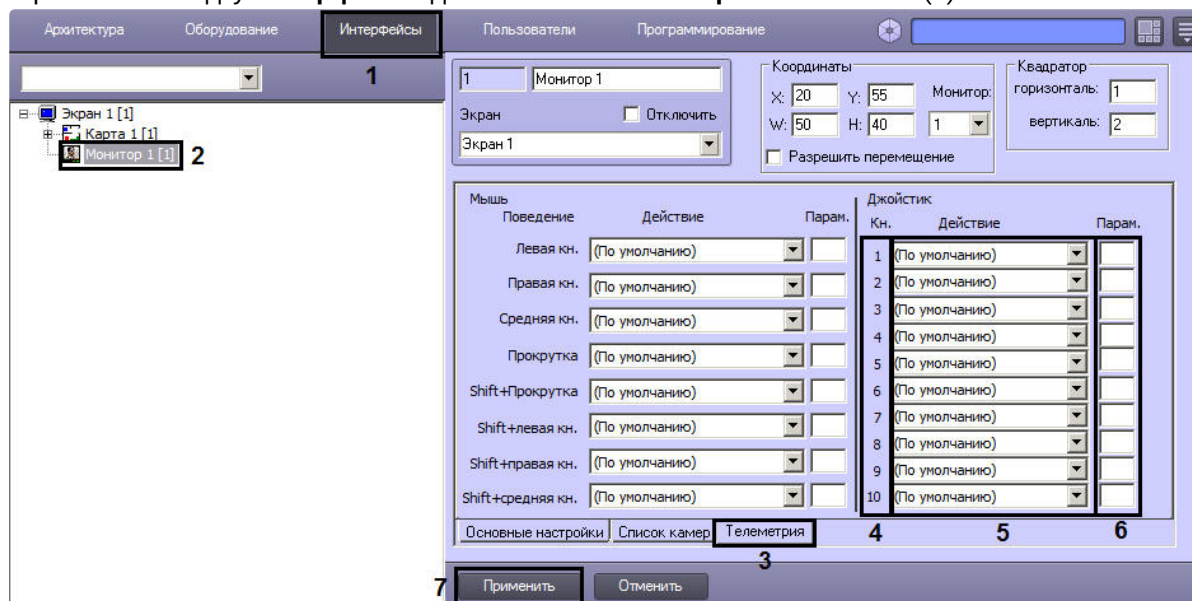 Архитектура Оборудование Интерфейсы Пользователи Программирование
1
1 Монитор 1
Экран Отключить
Экран 1
Координаты
X: 20 Y: 55 Монитор:
W: 50 H: 40 1
Разрешить перемещение
Квадратор
горизонталь: 1
вертикаль: 2
Экран 1 [1]
Карта 1 [1]
Монитор 1 [1] 2
Мышь
Поведение Действие Парам.
Левая кн. (По умолчанию)
Правая кн. (По умолчанию)
Средняя кн. (По умолчанию)
Прокрутка (По умолчанию)
Shift+Прокрутка (По умолчанию)
Shift+левая кн. (По умолчанию)
Shift+правая кн. (По умолчанию)
Shift+средняя кн. (По умолчанию)
Джойстик
Кн. Действие Парам.
1 (По умолчанию)
2 (По умолчанию)
3 (По умолчанию)
4 (По умолчанию)
5 (По умолчанию)
6 (По умолчанию)
7 (По умолчанию)
8 (По умолчанию)
9 (По умолчанию)
10 (По умолчанию)
Основные настройки Список камер Телеметрия 4 5 6
3
7 Применить Отменить